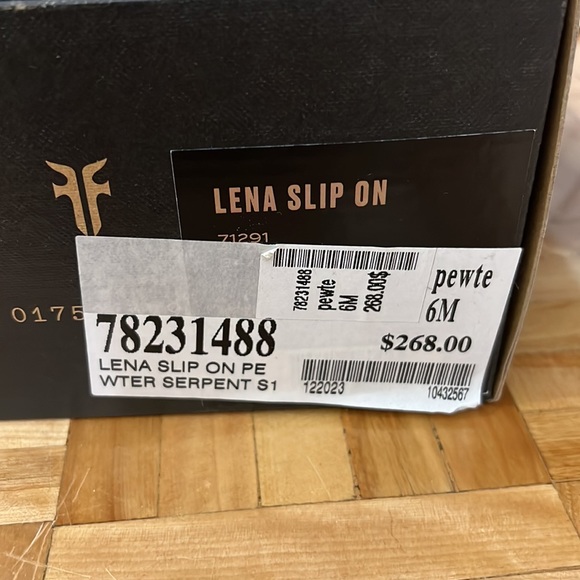 LENA SLIP ON
71291
0175
78231488
pewte
6M
268.00$
pewte
6M
78231488
$268.00
LENA SLIP ON PE
WTER SERPENT S1
122023
10432567